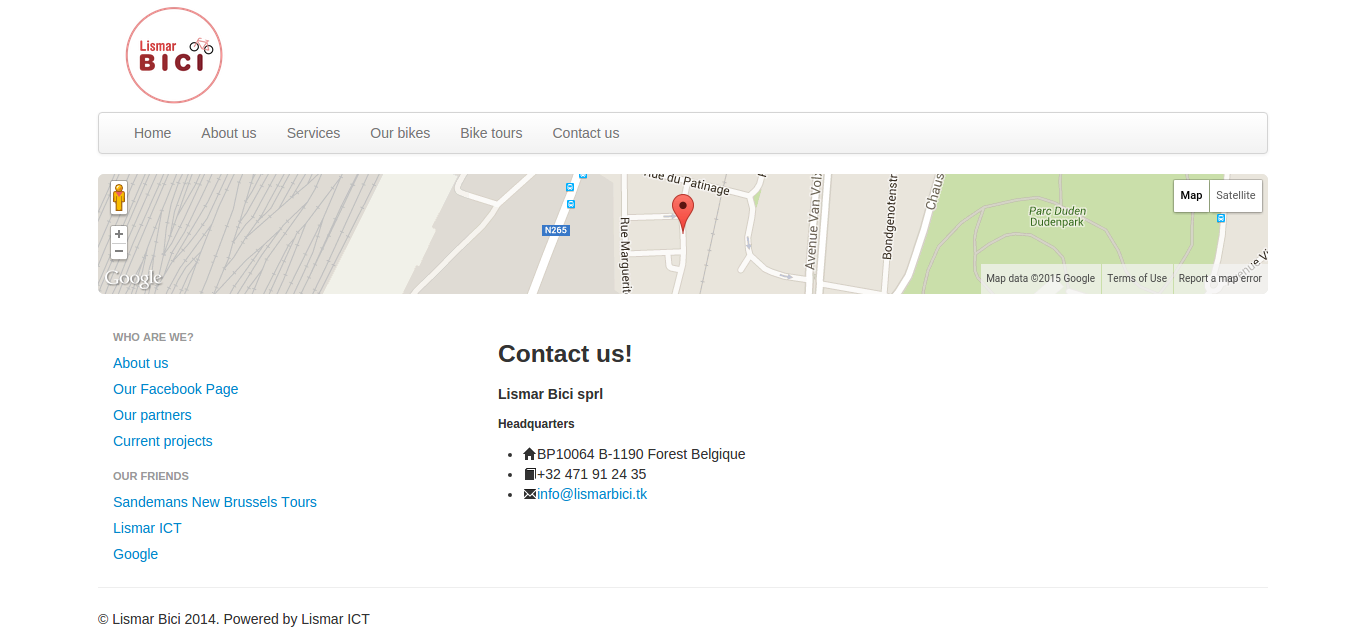 Lismar
BICI
Home About us Services Our bikes Bike tours Contact us
Rue du Patinage
N265
Rue Marguerite
Avenue Van Vol
Bondgenotenstr
Chaus
Parc Duden
Dudenpark
Map Satellite
+
−
Google
Map data ©2015 Google Terms of Use Report a map error
WHO ARE WE?
About us
Our Facebook Page
Our partners
Current projects
OUR FRIENDS
Sandemans New Brussels Tours
Lismar ICT
Google
Contact us!
Lismar Bici sprl
Headquarters
BP10064 B-1190 Forest Belgique
+32 471 91 24 35
info@lismarbici.tk
© Lismar Bici 2014. Powered by Lismar ICT